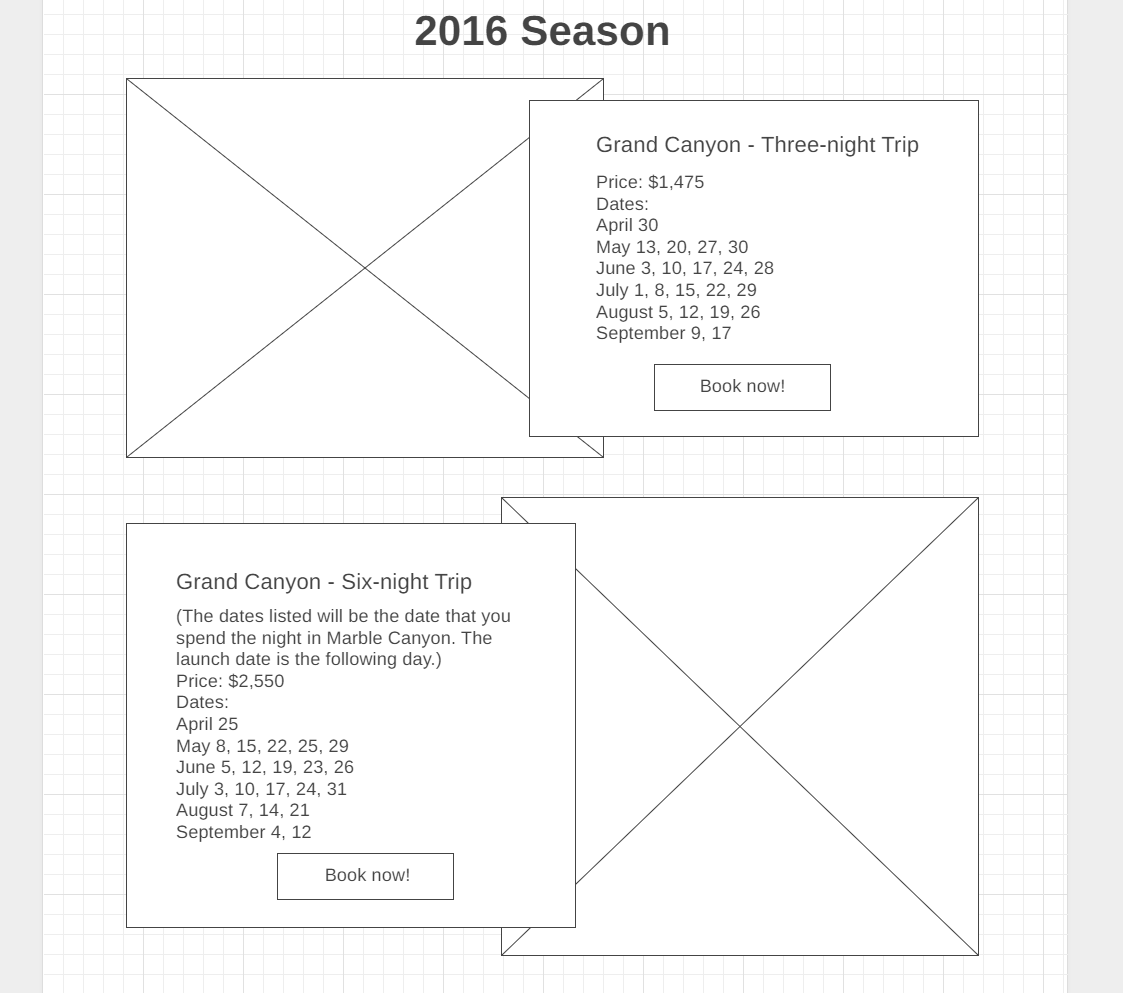 2016 Season
Grand Canyon - Three-night Trip
Price: $1,475
Dates:
April 30
May 13, 20, 27, 30
June 3, 10, 17, 24, 28
July 1, 8, 15, 22, 29
August 5, 12, 19, 26
September 9, 17
Book now!
Grand Canyon - Six-night Trip
(The dates listed will be the date that you
spend the night in Marble Canyon. The
launch date is the following day.)
Price: $2,550
Dates:
April 25
May 8, 15, 22, 25, 29
June 5, 12, 19, 23, 26
July 3, 10, 17, 24, 31
August 7, 14, 21
September 4, 12
Book now!